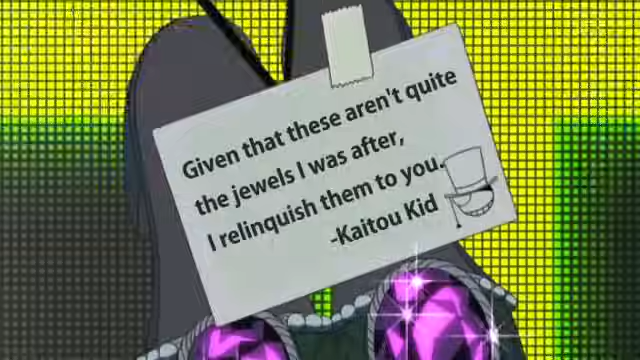 Given that these aren't quite
the jewels I was after,
I relinquish them to you.
-Kaitou Kid